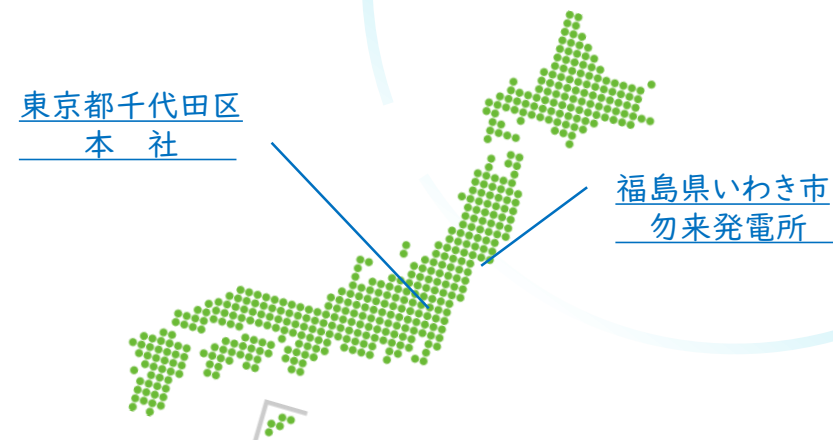 東京都千代田区
本　社
福島県いわき市
勿来発電所